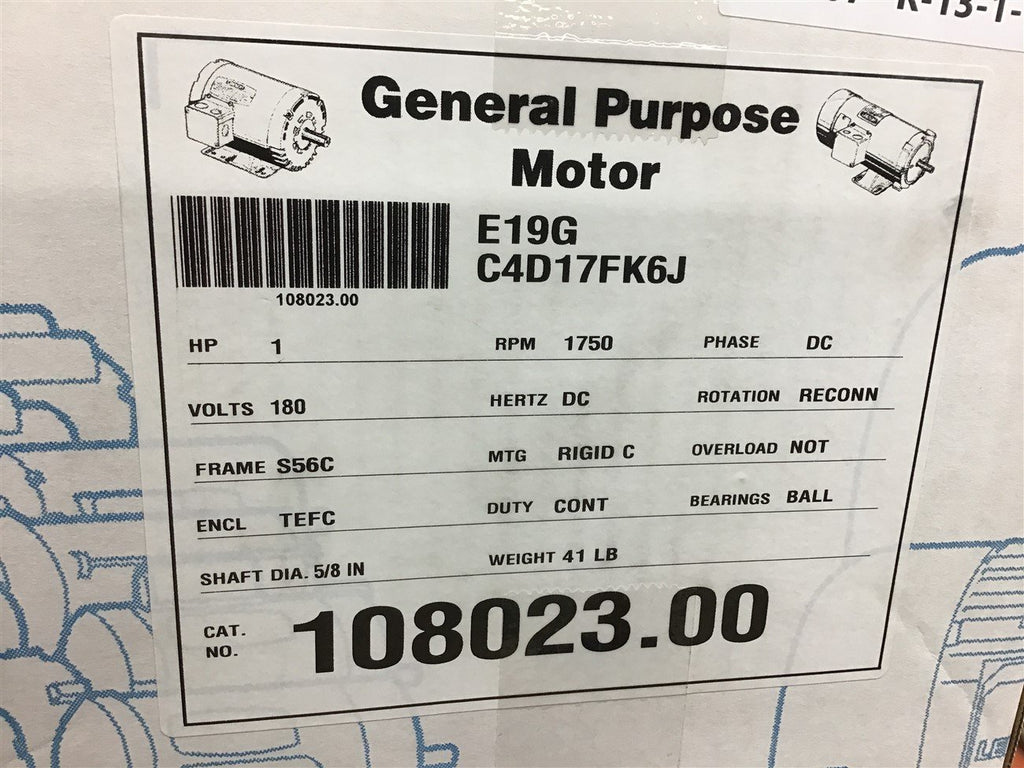 General Purpose
Motor
E19G
C4D17FK6J
108023.00
HP 1 RPM 1750 PHASE DC
VOLTS 180 HERTZ DC ROTATION RECONN
FRAME S56C MTG RIGID C OVERLOAD NOT
ENCL TEFC DUTY CONT BEARINGS BALL
SHAFT DIA. 5/8 IN WEIGHT 41 LB
CAT.
NO. 108023.00